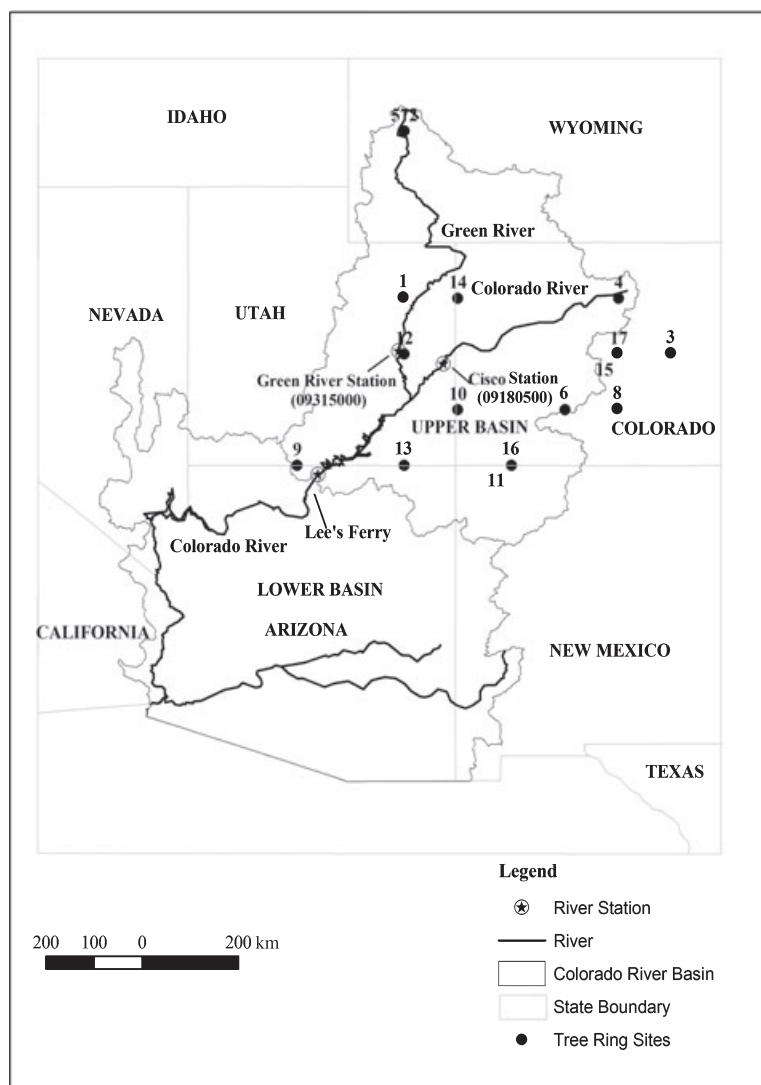 IDAHO
WYOMING
Green River
1
14
Colorado River
4
NEVADA
UTAH
12
17
3
15
Green River Station
(09315000)
Cisco Station
(09180500)
10
6
8
UPPER BASIN
COLORADO
9
13
16
11
Lee's Ferry
Colorado River
LOWER BASIN
CALIFORNIA
ARIZONA
NEW MEXICO
TEXAS
Legend
River Station
River
Colorado River Basin
State Boundary
Tree Ring Sites
200 100 0 200 km